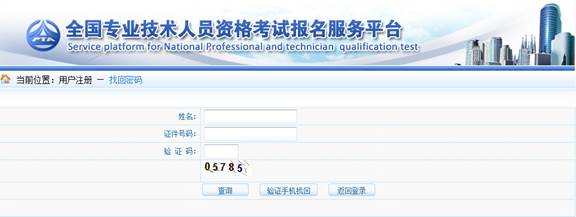 全国专业技术人员资格考试报名服务平台
Service platform for National Professional and technician qualification test
当前位置：用户注册 — 找回密码
姓名：
证件号码：
验 证 码：
05785
查询 验证手机找回 返回登录